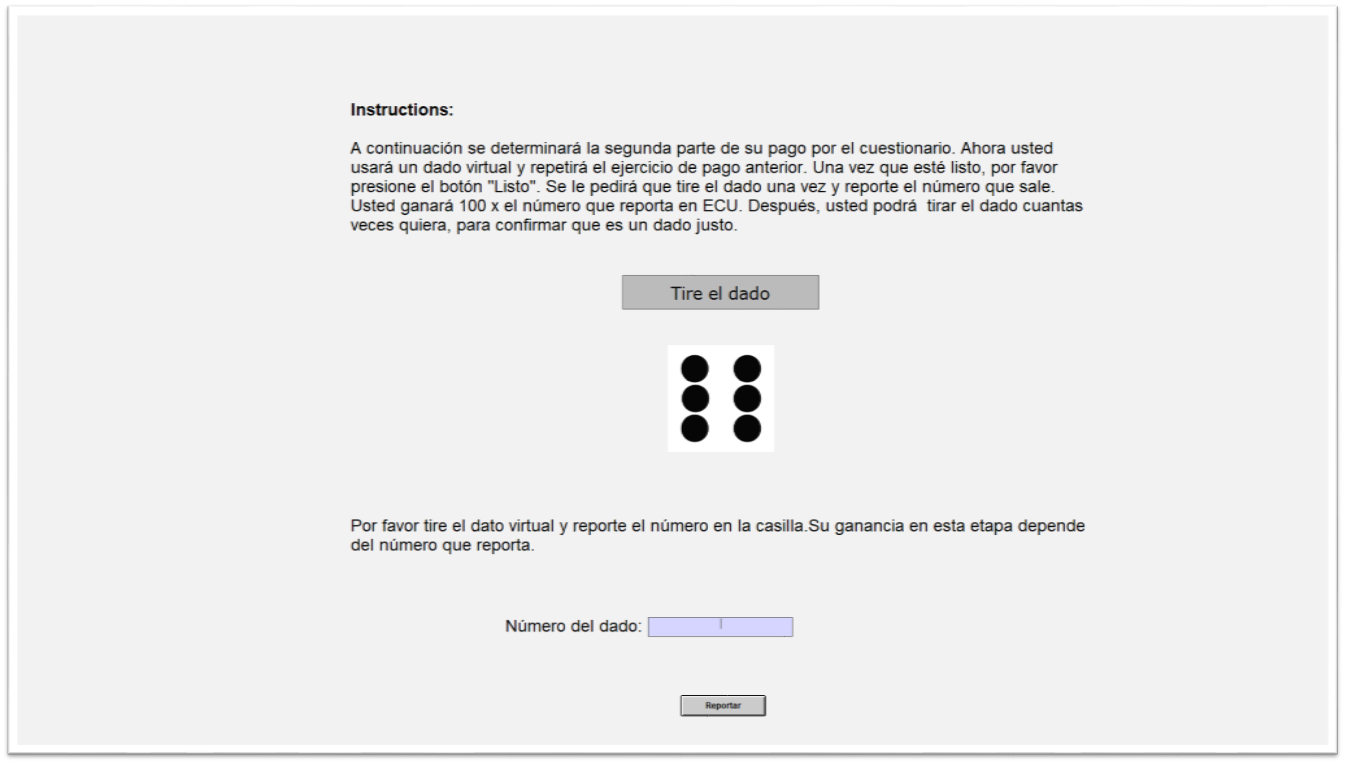 Instructions:
A continuación se determinará la segunda parte de su pago por el cuestionario. Ahora usted
usará un dado virtual y repetirá el ejercicio de pago anterior. Una vez que esté listo, por favor
presione el botón "Listo". Se le pedirá que tire el dado una vez y reporte el número que sale.
Usted ganará 100 x el número que reporta en ECU. Después, usted podrá  tirar el dado cuantas
veces quiera, para confirmar que es un dado justo.
Tire el dado
Por favor tire el dato virtual y reporte el número en la casilla.Su ganancia en esta etapa depende
del número que reporta.
Número del dado:
Reportar